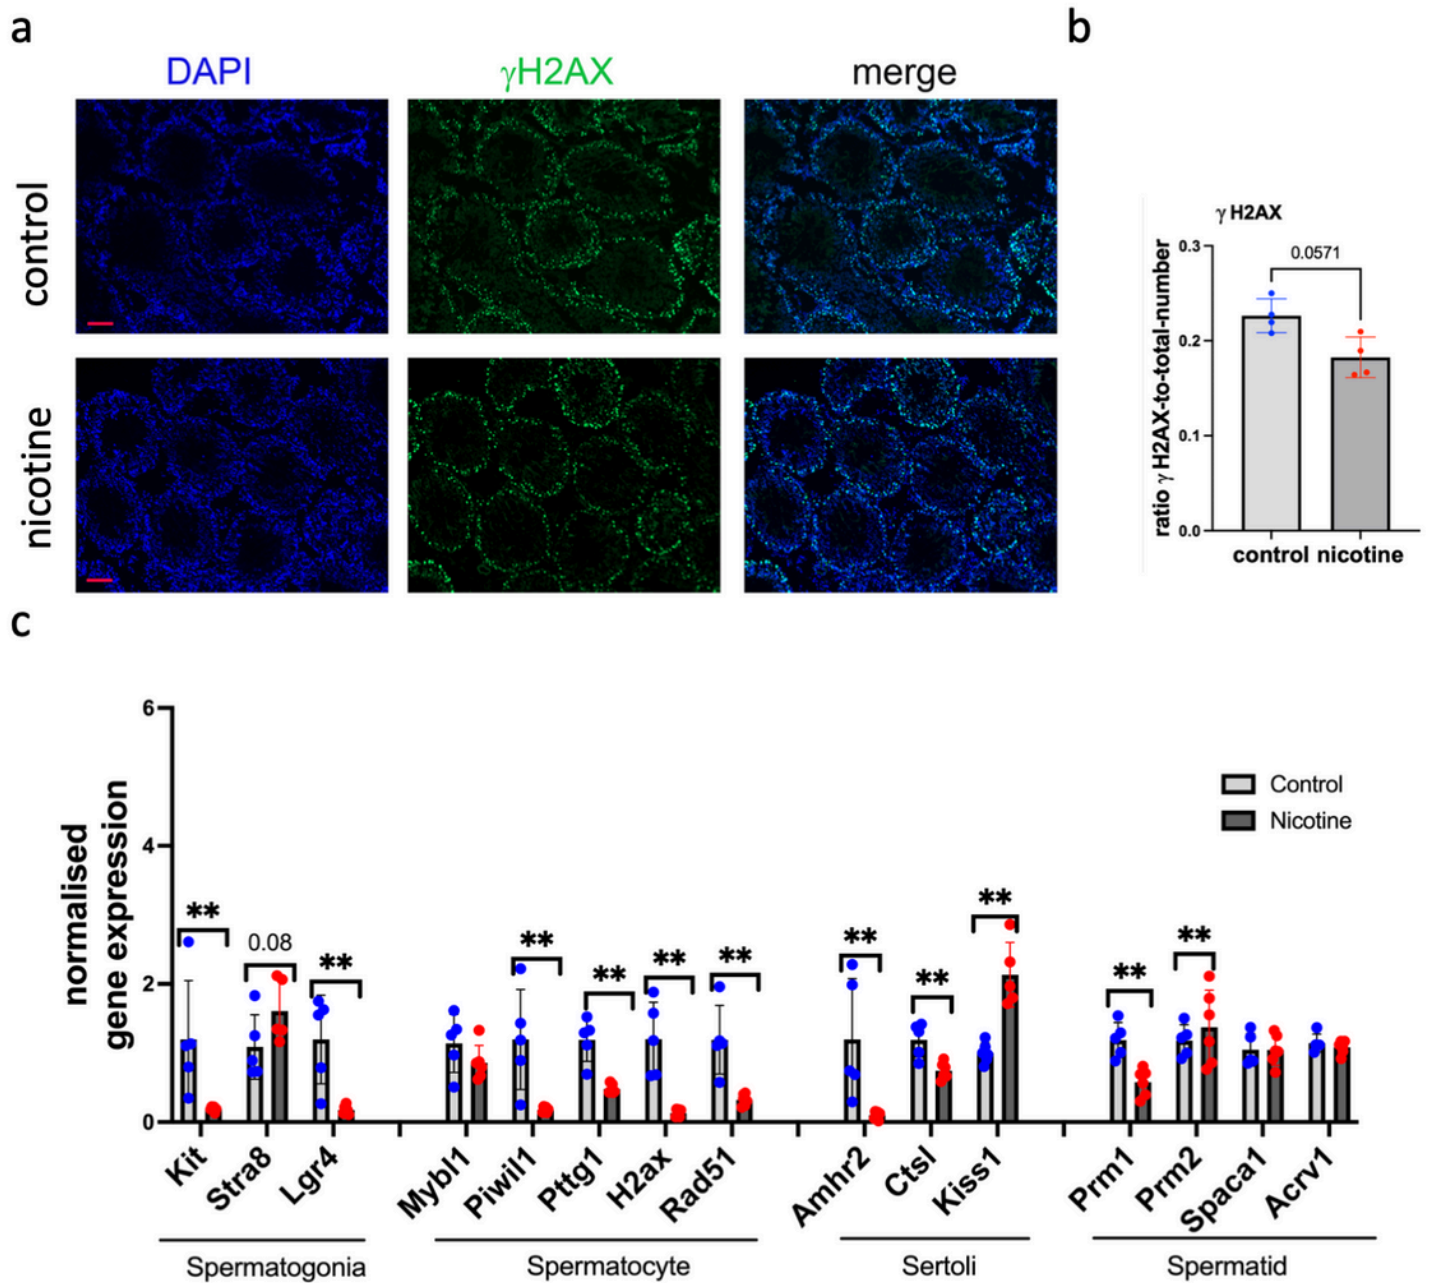 a
b
DAPI
γH2AX
merge
control
nicotine
γ H2AX
ratio γ H2AX-to-total-number
0.3
0.2
0.1
0.0
0.0571
control nicotine
c
normalised
gene expression
6
4
2
0
Control
Nicotine
**
0.08
**
**
**
**
**
**
**
**
**
**
Kit
Stra8
Lgr4
Mybl1
Piwil1
Pttg1
H2ax
Rad51
Amhr2
Ctsl
Kiss1
Prm1
Prm2
Spaca1
Acrv1
Spermatogonia
Spermatocyte
Sertoli
Spermatid